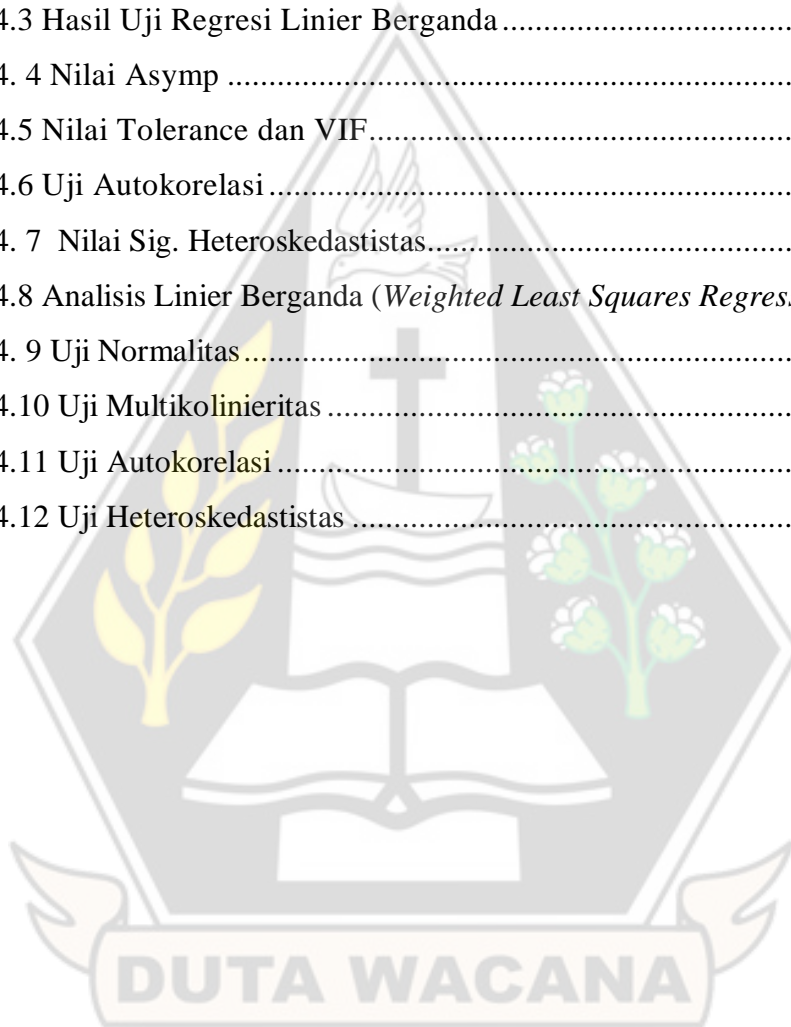 4.3 Hasil Uji Regresi Linier Berganda ....................................
4. 4 Nilai Asymp ....................................
4.5 Nilai Tolerance dan VIF....................................
4.6 Uji Autokorelasi ....................................
4. 7 Nilai Sig. Heteroskedastistas....................................
4.8 Analisis Linier Berganda (Weighted Least Squares Regres
4. 9 Uji Normalitas ....................................
4.10 Uji Multikolinieritas ....................................
4.11 Uji Autokorelasi ....................................
4.12 Uji Heteroskedastistas ....................................
DUTA WACANA